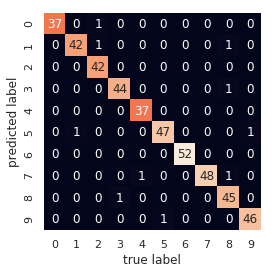 predicted label
0 37 0 1 0 0 0 0 0 0 0
1 0 42 1 0 0 0 0 0 1 0
2 0 0 42 0 0 0 0 0 0 0
3 0 0 0 44 0 0 0 0 1 0
4 0 0 0 0 37 0 0 0 0 0
5 0 1 0 0 0 47 0 0 0 1
6 0 0 0 0 0 0 52 0 0 0
7 0 0 0 0 1 0 0 48 1 0
8 0 0 0 1 0 0 0 0 45 0
9 0 0 0 0 0 1 0 0 0 46
0 1 2 3 4 5 6 7 8 9
true label